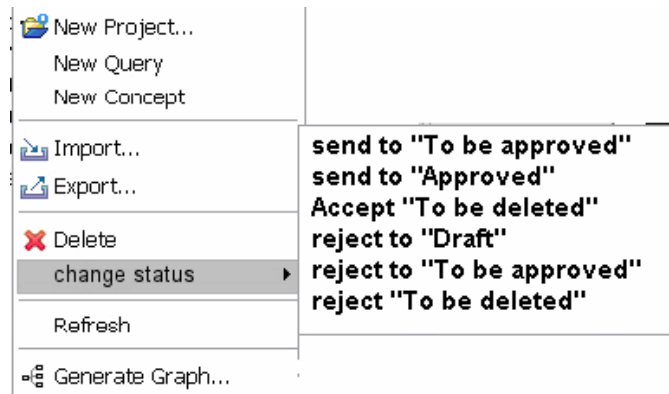 New Project...
New Query
New Concept
Import...
Export...
Delete
change status
Refresh
Generate Graph...
send to "To be approved"
send to "Approved"
Accept "To be deleted"
reject to "Draft"
reject to "To be approved"
reject "To be deleted"